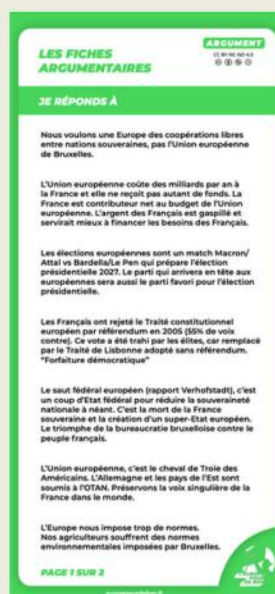 LES FICHES
ARGUMENTAIRES
ARGUMENT
CC BY-NC-ND 4.0
JE RÉPONDS À
Nous voulons une Europe des coopérations libres
entre nations souveraines, pas l'Union européenne
de Bruxelles.
L'Union européenne coûte des milliards par an à
la France et elle ne reçoit pas autant de fonds. La
France est contributeur net au budget de l'Union
européenne. L'argent des Français est gaspillé et
servirait mieux à financer les besoins des Français.
Les élections européennes sont un match Macron/
Attal vs Bardella/Le Pen qui prépare l'élection
présidentielle 2027. Le parti qui arrivera en tête aux
européennes sera aussi le parti favori pour l'élection
présidentielle.
Les Français ont rejeté le Traité constitutionnel
européen par référendum en 2005 (55% de voix
contre). Ce vote a été trahi par les élites, car remplacé
par le Traité de Lisbonne adopté sans référendum.
"Forfaiture démocratique"
Le saut fédéral européen (rapport Verhofstadt), c'est
un coup d'Etat fédéral pour réduire la souveraineté
nationale à néant. C'est la mort de la France
souveraine et la création d'un super-Etat européen.
Le triomphe de la bureaucratie bruxelloise contre le
peuple français.
L'Union européenne, c'est le cheval de Troie des
Américains. L'Allemagne et les pays de l'Est sont
soumis à l'OTAN. Préservons la voix singulière de la
France dans le monde.
L'Europe nous impose trop de normes.
Nos agriculteurs souffrent des normes
environnementales imposées par Bruxelles.
PAGE 1 SUR 2